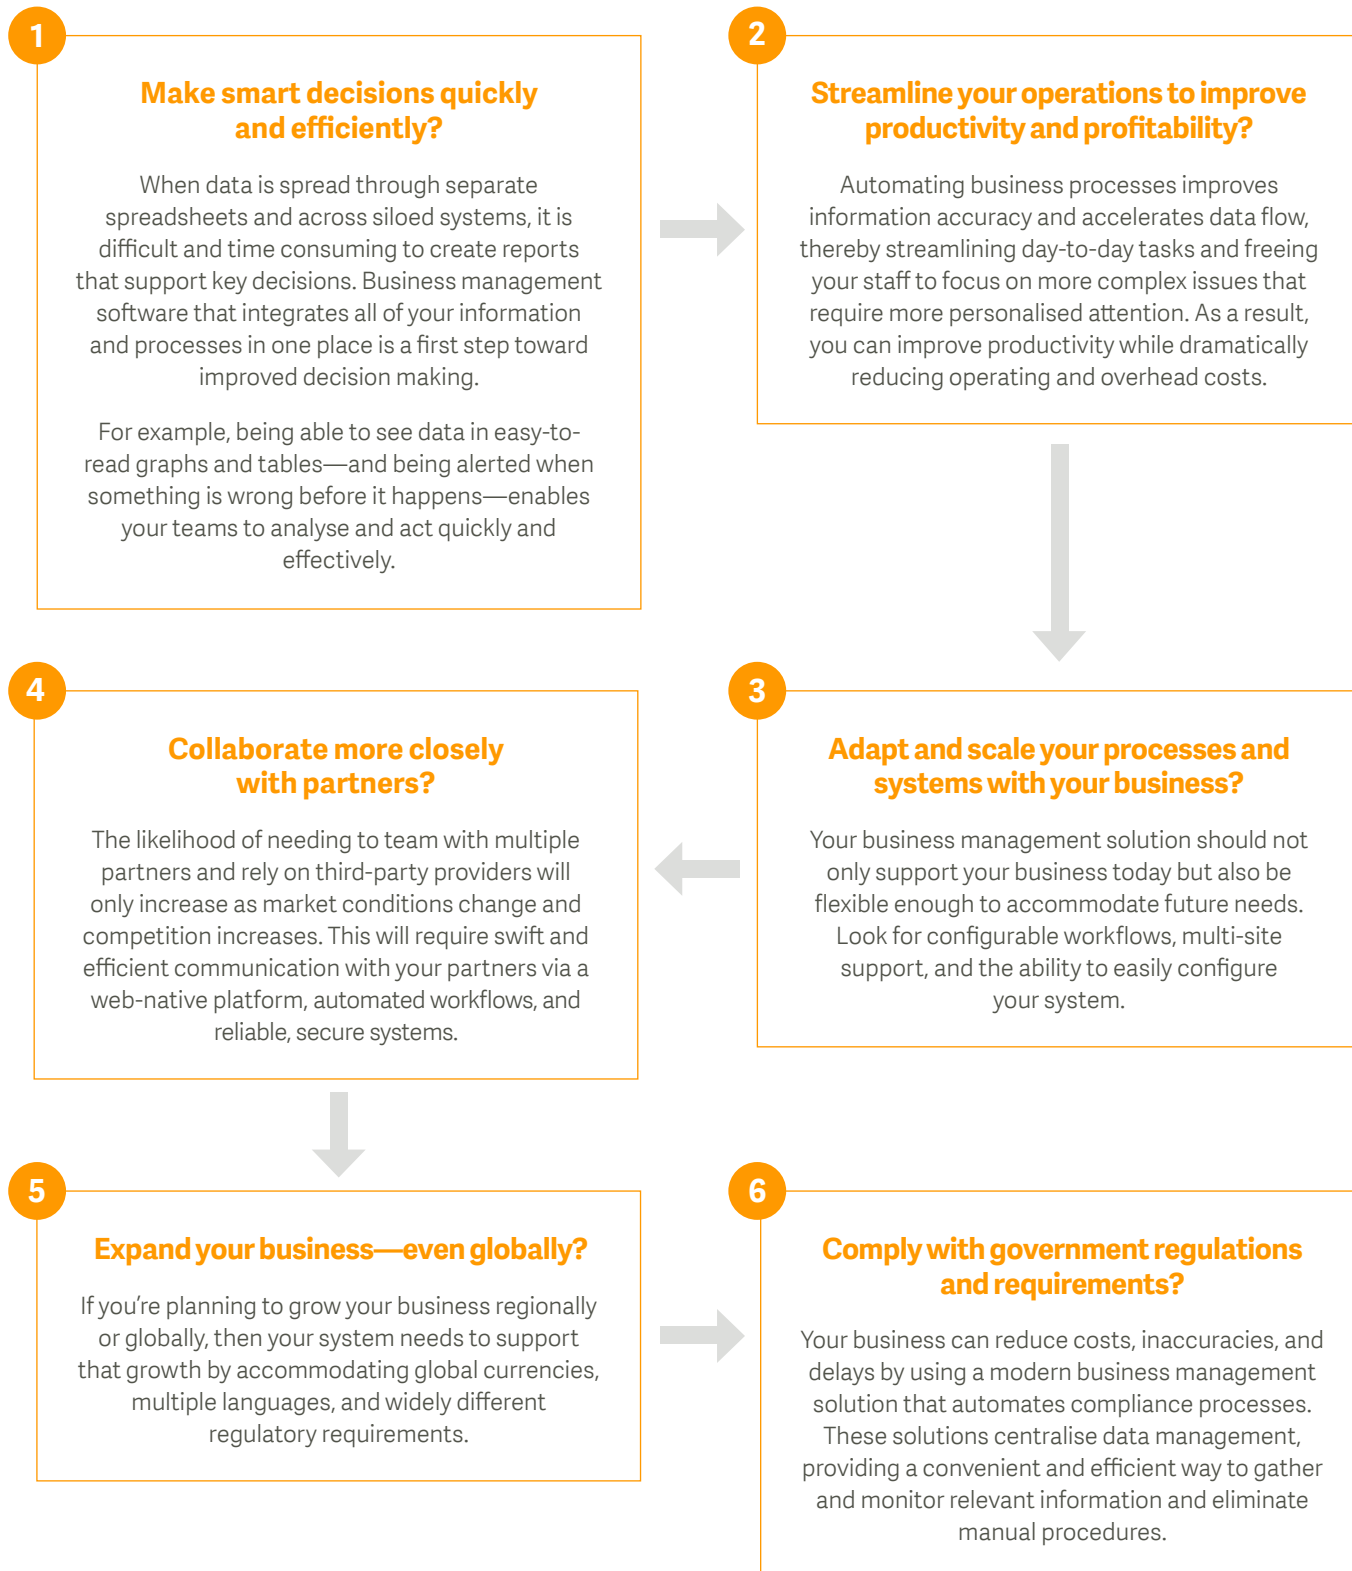 1
Make smart decisions quickly
and efficiently?
When data is spread through separate
spreadsheets and across siloed systems, it is
difficult and time consuming to create reports
that support key decisions. Business management
software that integrates all of your information
and processes in one place is a first step toward
improved decision making.
For example, being able to see data in easy-to-
read graphs and tables—and being alerted when
something is wrong before it happens—enables
your teams to analyse and act quickly and
effectively.
2
Streamline your operations to improve
productivity and profitability?
Automating business processes improves
information accuracy and accelerates data flow,
thereby streamlining day-to-day tasks and freeing
your staff to focus on more complex issues that
require more personalised attention. As a result,
you can improve productivity while dramatically
reducing operating and overhead costs.
3
Adapt and scale your processes and
systems with your business?
Your business management solution should not
only support your business today but also be
flexible enough to accommodate future needs.
Look for configurable workflows, multi-site
support, and the ability to easily configure
your system.
4
Collaborate more closely
with partners?
The likelihood of needing to team with multiple
partners and rely on third-party providers will
only increase as market conditions change and
competition increases. This will require swift and
efficient communication with your partners via a
web-native platform, automated workflows, and
reliable, secure systems.
5
Expand your business—even globally?
If you’re planning to grow your business regionally
or globally, then your system needs to support
that growth by accommodating global currencies,
multiple languages, and widely different
regulatory requirements.
6
Comply with government regulations
and requirements?
Your business can reduce costs, inaccuracies, and
delays by using a modern business management
solution that automates compliance processes.
These solutions centralise data management,
providing a convenient and efficient way to gather
and monitor relevant information and eliminate
manual procedures.